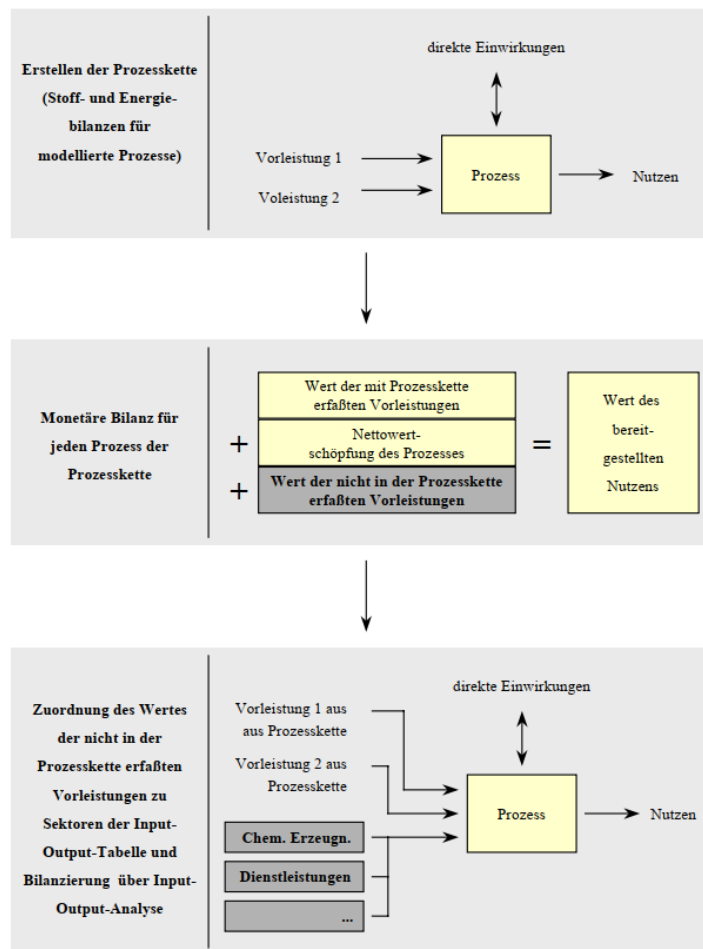 Erstellen der Prozesskette
(Stoff- und Energie-
bilanzen für
modellierte Prozesse)
direkte Einwirkungen
Vorleistung 1
Voleistung 2
Prozess
Nutzen
Monetäre Bilanz für
jeden Prozess der
Prozesskette
Wert der mit Prozesskette
erfaßten Vorleistungen
+
Nettowert-
schöpfung des Prozesses
+
Wert der nicht in der Prozesskette
erfaßten Vorleistungen
=
Wert des
bereit-
gestellten
Nutzens
Zuordnung des Wertes
der nicht in der
Prozesskette erfaßten
Vorleistungen zu
Sektoren der Input-
Output-Tabelle und
Bilanzierung über Input-
Output-Analyse
direkte Einwirkungen
Vorleistung 1 aus
aus Prozesskette
Vorleistung 2 aus
Prozesskette
Chem. Erzeugn.
Dienstleistungen
...
Prozess
Nutzen